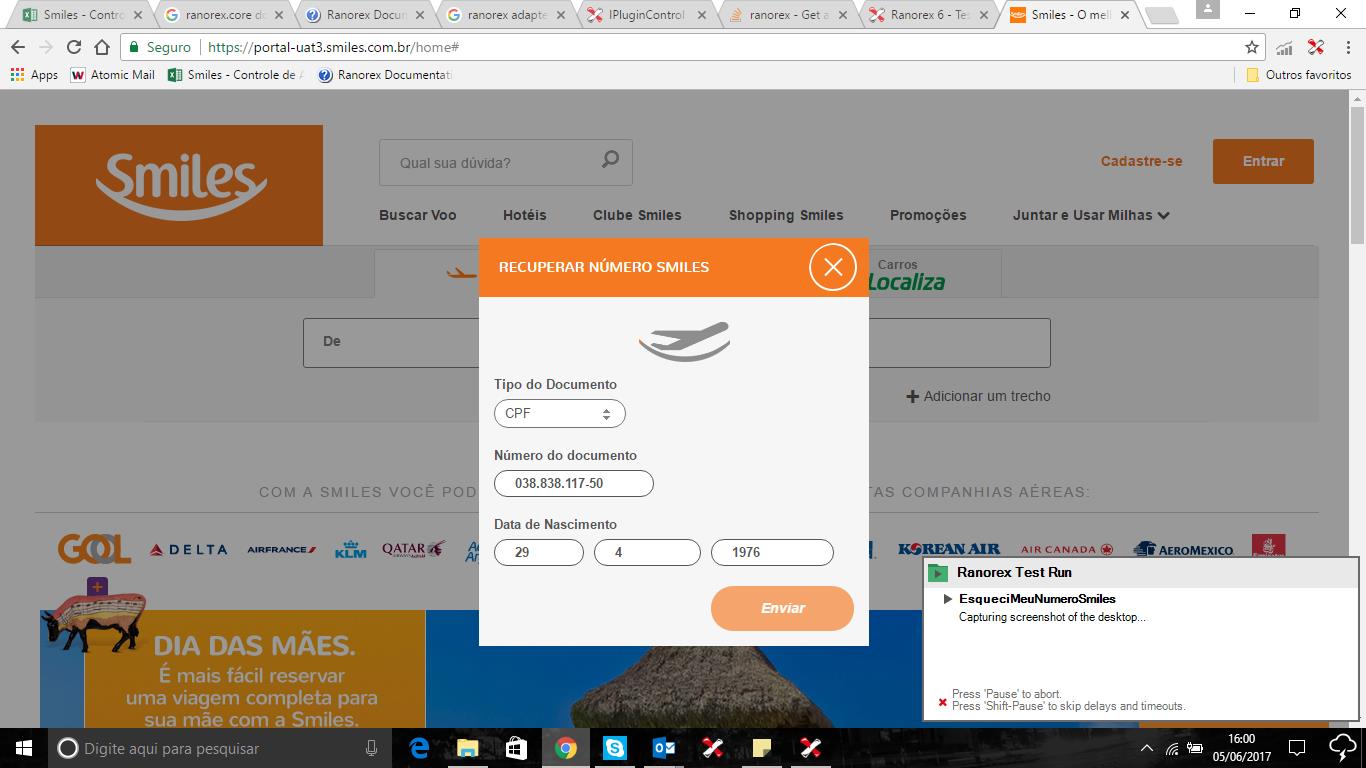 Smiles - Contro
ranorex.core do
Ranorex Docum
ranorex adapte
IPluginControl
ranorex - Get a
Ranorex 6 - Tes
Smiles - O mell
Seguro
https://portal-uat3.smiles.com.br/home#
Apps
Atomic Mail
Smiles - Controle de A
Ranorex Documentati
Outros favoritos
Smiles
Qual sua dúvida?
Cadastre-se
Entrar
Buscar Voo
Hotéis
Clube Smiles
Shopping Smiles
Promoções
Juntar e Usar Milhas
RECUPERAR NÚMERO SMILES
Carros
Localiza
De
Tipo do Documento
CPF
Adicionar um trecho
Número do documento
038.838.117-50
COM A SMILES VOCÊ POD
TAS COMPANHIAS AÉREAS:
Data de Nascimento
29
4
1976
GOL
DELTA
AIRFRANCE
KLM
QATAR
KOREAN AIR
AIR CANADA
AEROMEXICO
Enviar
Ranorex Test Run
EsqueciMeuNumeroSmiles
Capturing screenshot of the desktop...
Press 'Pause' to abort.
Press 'Shift-Pause' to skip delays and timeouts.
DIA DAS MÃES.
É mais fácil reservar
uma viagem completa para
sua mãe com a Smiles.
Digite aqui para pesquisar
16:00
05/06/2017